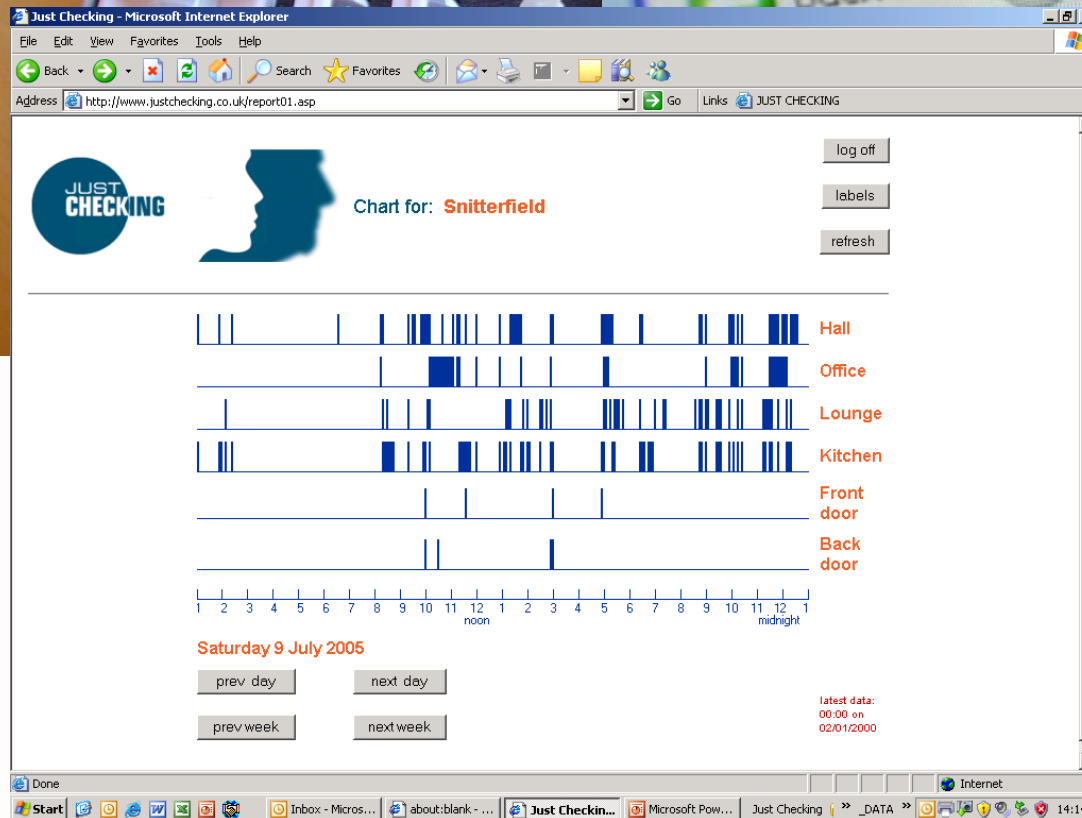 Just Checking - Microsoft Internet Explorer
File Edit View Favorites Tools Help
Back Search Favorites
Address http://www.justchecking.co.uk/report01.asp Go Links JUST CHECKING
log off
JUST
CHECKING
labels
Chart for: Snitterfield
refresh
Hall
Office
Lounge
Kitchen
Front
door
Back
door
1 2 3 4 5 6 7 8 9 10 11 12 1 2 3 4 5 6 7 8 9 10 11 12 1
noon midnight
Saturday 9 July 2005
prev day next day
latest data:
00:00 on
02/01/2000
prev week next week
Done Internet
Start Inbox - Micros... about:blank - ... Just Checkin... Microsoft Pow... Just Checking _DATA 14:14